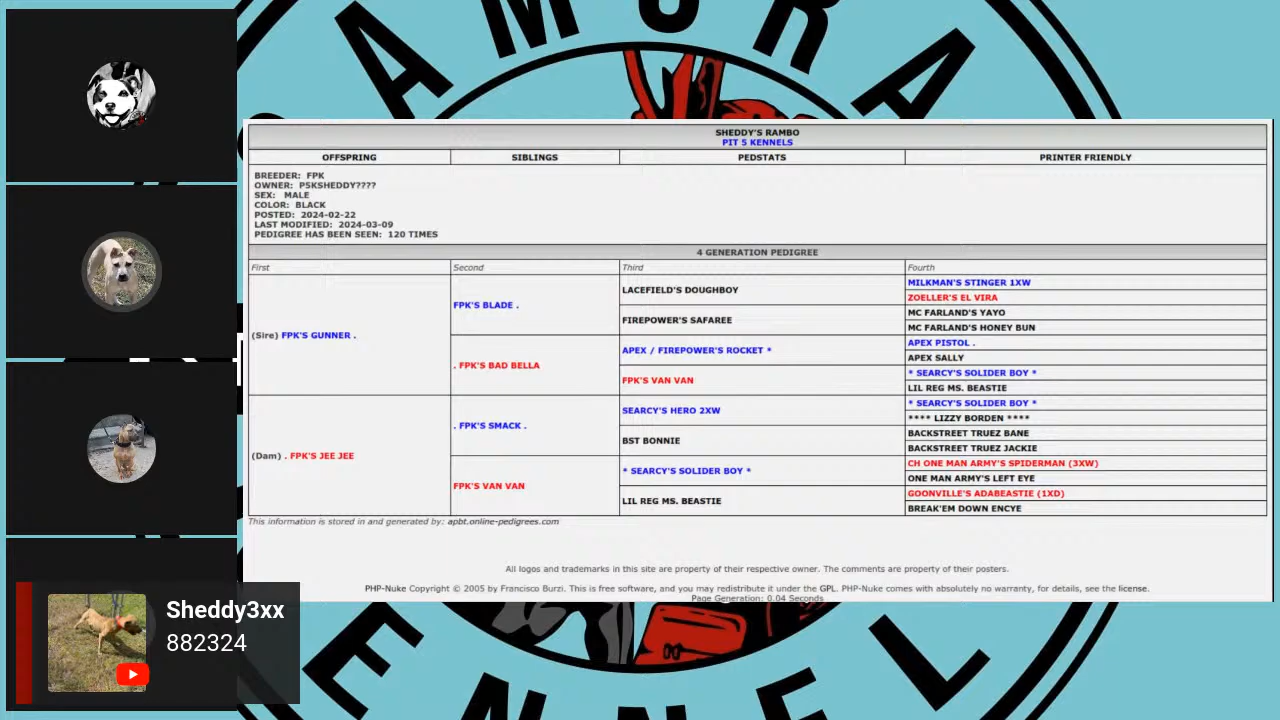 AMURA
SHEDDY'S RAMBO
PIT 5 KENNELS
OFFSPRING SIBLINGS PEDSTATS PRINTER FRIENDLY
BREEDER: FPK
OWNER: P5KSHEDDY????
SEX: MALE
COLOR: BLACK
POSTED: 2024-02-22
LAST MODIFIED: 2024-03-09
PEDIGREE HAS BEEN SEEN: 120 TIMES
4 GENERATION PEDIGREE
First Second Third Fourth
(Sire) FPK'S GUNNER .
FPK'S BLADE .
. FPK'S BAD BELLA
LACEFIELD'S DOUGHBOY
FIREPOWER'S SAFAREE
APEX / FIREPOWER'S ROCKET *
FPK'S VAN VAN
MILKMAN'S STINGER 1XW
ZOELLER'S EL VIRA
MC FARLAND'S YAYO
MC FARLAND'S HONEY BUN
APEX PISTOL .
APEX SALLY
* SEARCY'S SOLIDER BOY *
LIL REG MS. BEASTIE
(Dam) . FPK'S JEE JEE
. FPK'S SMACK .
FPK'S VAN VAN
SEARCY'S HERO 2XW
BST BONNIE
* SEARCY'S SOLIDER BOY *
LIL REG MS. BEASTIE
* SEARCY'S SOLIDER BOY *
**** LIZZY BORDEN ****
BACKSTREET TRUEZ BANE
BACKSTREET TRUEZ JACKIE
CH ONE MAN ARMY'S SPIDERMAN (3XW)
ONE MAN ARMY'S LEFT EYE
GOONVILLE'S ADABEASTIE (1XD)
BREAK'EM DOWN ENCYE
This information is stored in and generated by: apbt.online-pedigrees.com
All logos and trademarks in this site are property of their respective owner. The comments are property of their posters.
PHP-Nuke Copyright © 2005 by Francisco Burzi. This is free software, and you may redistribute it under the GPL. PHP-Nuke comes with absolutely no warranty, for details, see the license.
Page Generation: 0.04 Seconds
Sheddy3xx
882324
ENNEL